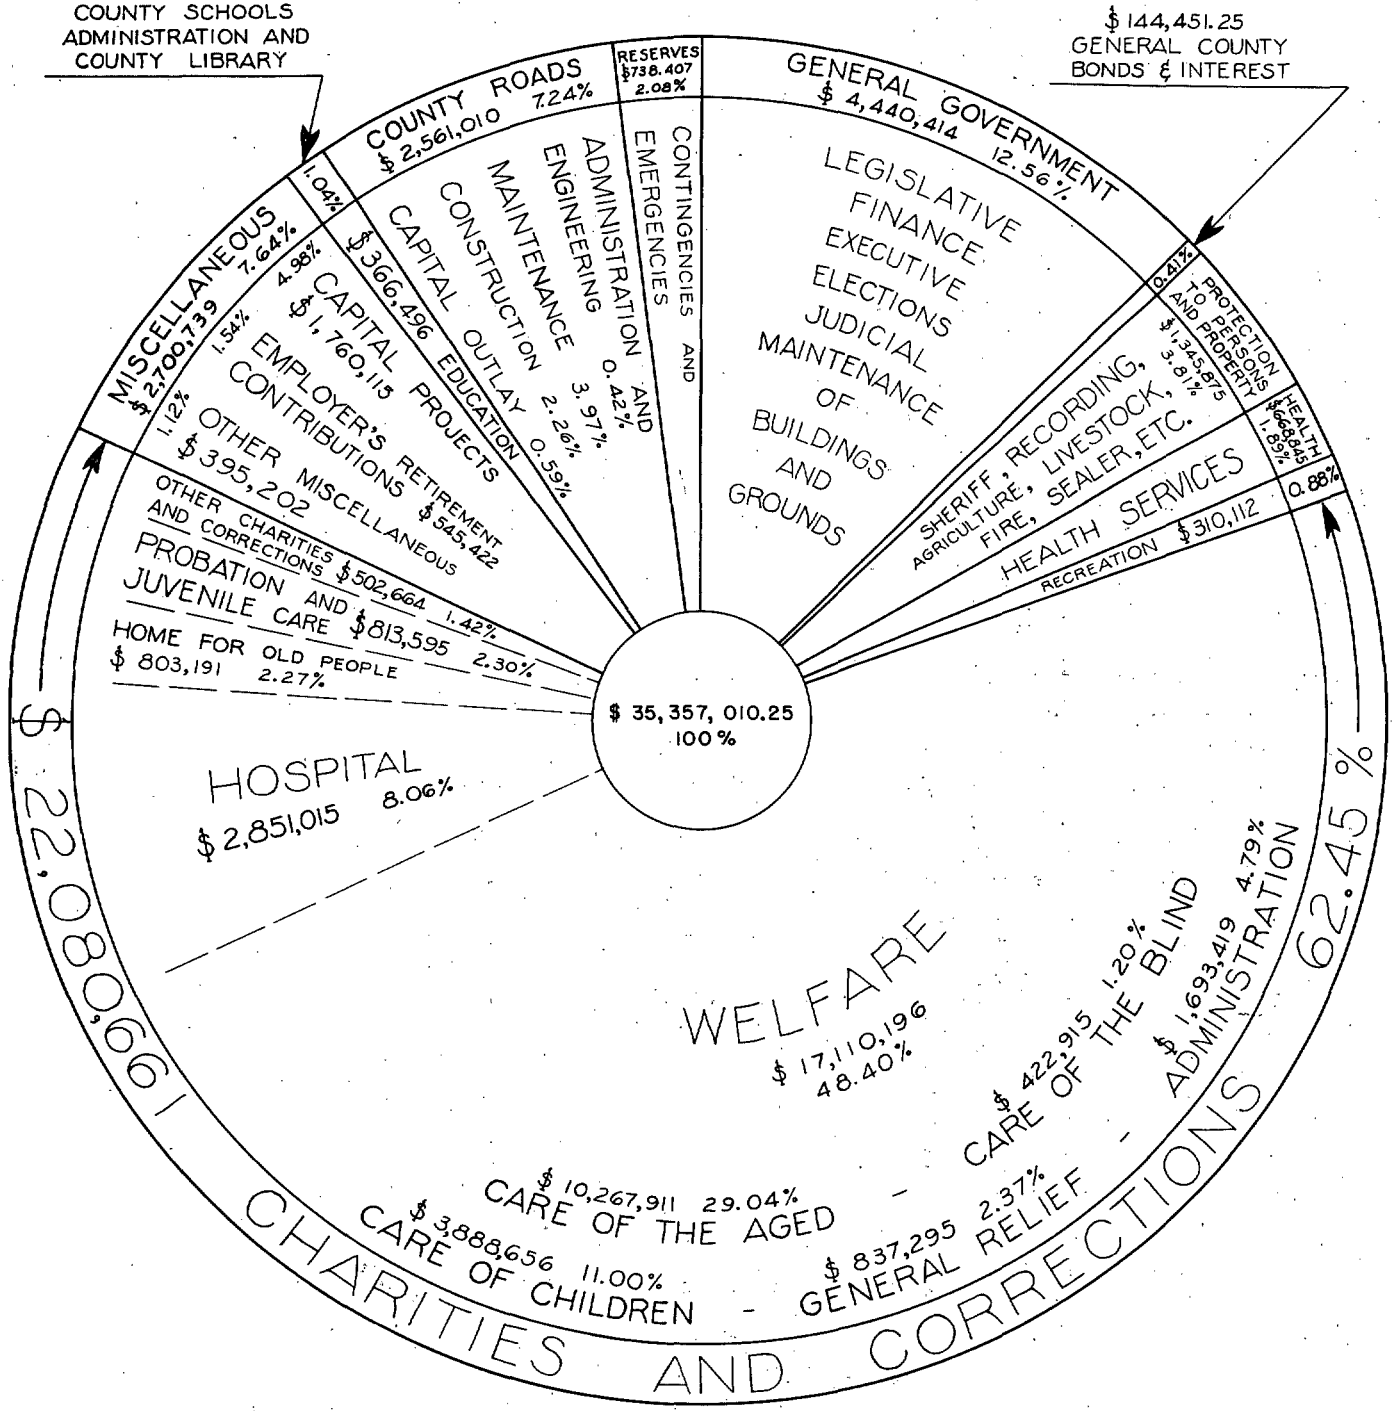 COUNTY SCHOOLS
ADMINISTRATION AND
COUNTY LIBRARY
$ 144,451.25
GENERAL COUNTY
BONDS & INTEREST
RESERVES
$738.407
2.08%
CONTINGENCIES AND
EMERGENCIES
GENERAL GOVERNMENT
$ 4,440,414 12.56%
LEGISLATIVE
FINANCE
EXECUTIVE
ELECTIONS
JUDICIAL
MAINTENANCE
OF
BUILDINGS
AND
GROUNDS
0.41%
PROTECTION
TO PERSONS
AND PROPERTY
$1,345,875
3.81%
SHERIFF, RECORDING,
AGRICULTURE, LIVESTOCK,
FIRE, SEALER, ETC.
HEALTH
$668,845
1.89%
HEALTH SERVICES
0.88%
RECREATION $310,112
COUNTY ROADS
$ 2,561,010 7.24%
ADMINISTRATION AND
ENGINEERING 0.42%
MAINTENANCE 3.97%
CONSTRUCTION 2.26%
CAPITAL OUTLAY 0.59%
1.04%
$366,496 EDUCATION
MISCELLANEOUS
$2,700,739 7.64%
4.98%
CAPITAL PROJECTS
$1,760,115
1.54%
EMPLOYER'S RETIREMENT
CONTRIBUTIONS $545,422
1.12%
OTHER MISCELLANEOUS
$395,202
OTHER CHARITIES
AND CORRECTIONS $502,664 1.42%
PROBATION AND
JUVENILE CARE $813,595 2.30%
HOME FOR OLD PEOPLE
$ 803,191 2.27%
$ 35,357,010.25
100%
HOSPITAL
$2,851,015 8.06%
WELFARE
$ 17,110,196
48.40%
$ 10,267,911 29.04%
CARE OF THE AGED -
$ 422,915 1.20%
CARE OF THE BLIND
$ 3,888,656 11.00%
CARE OF CHILDREN -
$ 837,295 2.37%
GENERAL RELIEF -
$ 1,693,419 4.79%
ADMINISTRATION
$ 22,080,661 CHARITIES AND CORRECTIONS 62.45%